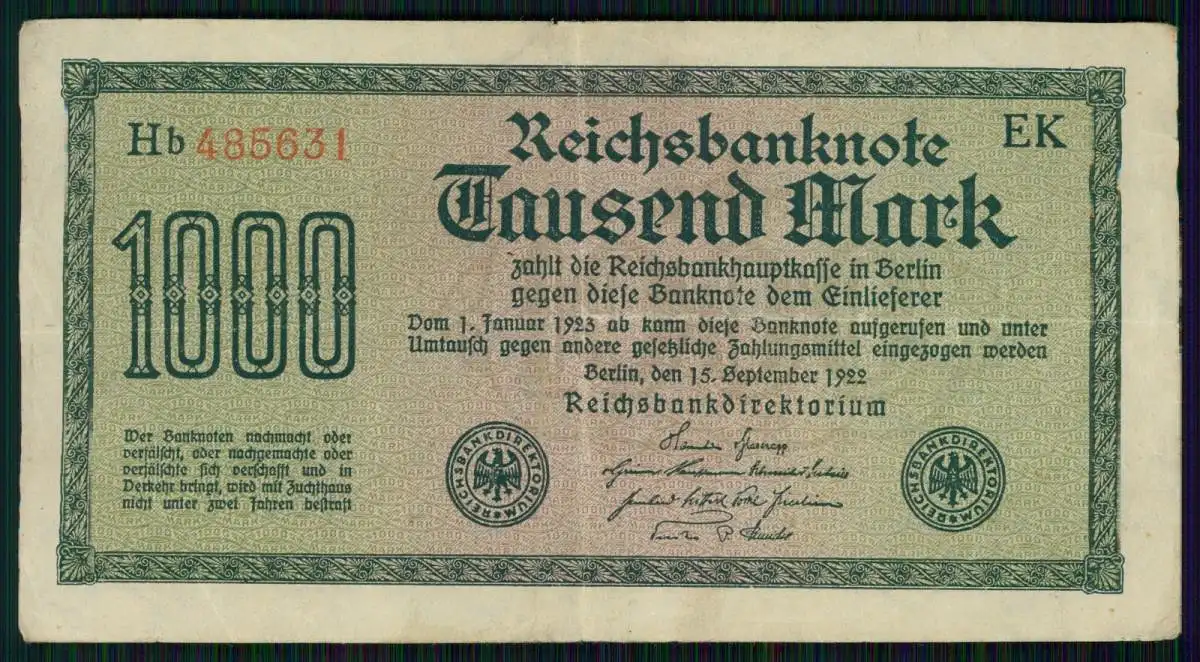 Hb 485631
EK
Reichsbanknote
Tausend Mark
1000
zahlt die Reichsbankhauptkasse in Berlin
gegen diese Banknote dem Einlieferer
Vom 1. Januar 1923 ab kann diese Banknote aufgerufen und unter
Umtausch gegen andere gesetzliche Zahlungsmittel eingezogen werden
Berlin, den 15. September 1922
Reichsbankdirektorium
Wer Banknoten nachmacht oder
verfälscht, oder nachgemachte oder
verfälschte sich verschafft und in
Verkehr bringt, wird mit Zuchthaus
nicht unter zwei Jahren bestraft
REICHSBANKDIREKTORIUM
REICHSBANKDIREKTORIUM